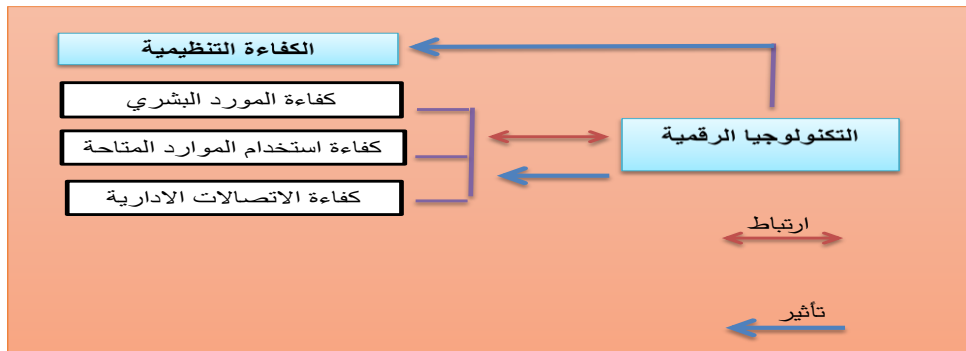 الكفاءة التنظيمية
كفاءة المورد البشري
التكنولوجيا الرقمية
كفاءة استخدام الموارد المتاحة
كفاءة الاتصالات الادارية
ارتباط
تأثير